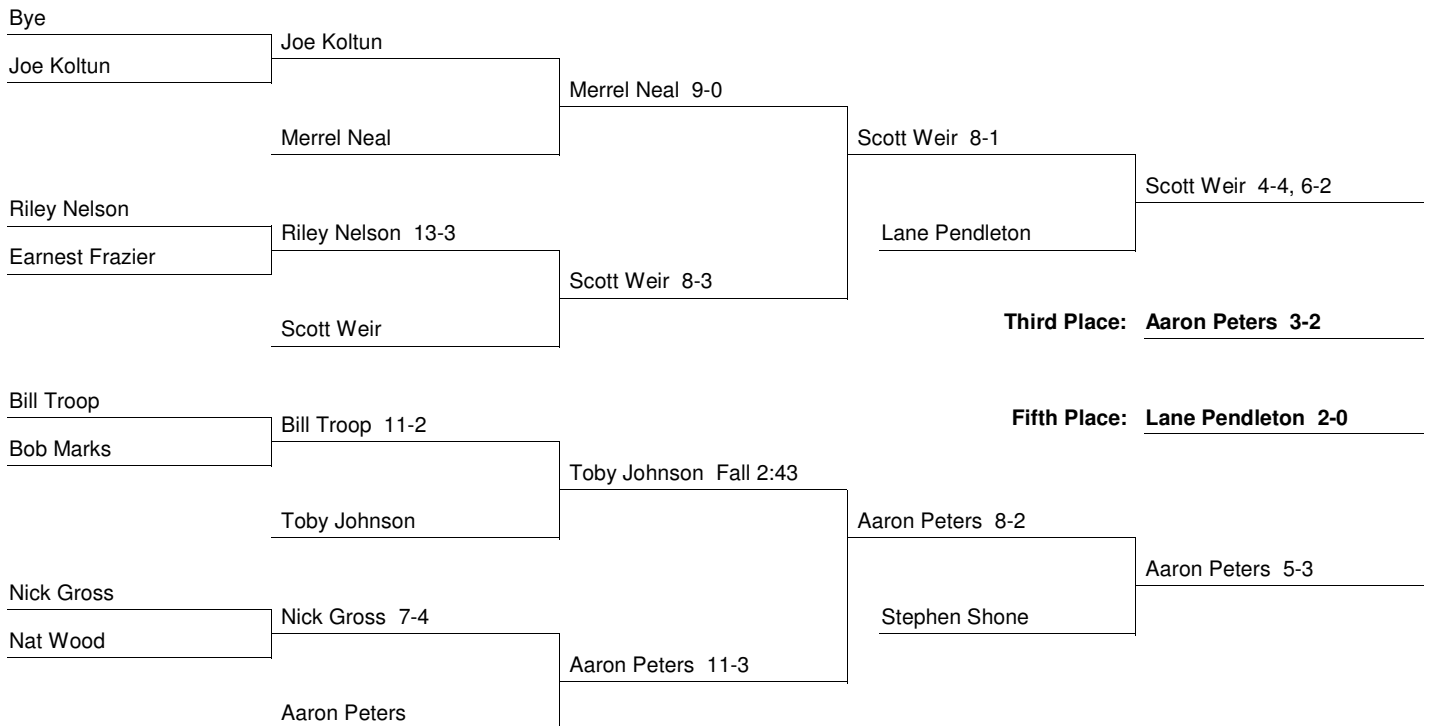 Bye
Joe Koltun
Joe Koltun
Merrel Neal 9-0
Merrel Neal
Scott Weir 8-1
Scott Weir 4-4, 6-2
Riley Nelson
Riley Nelson 13-3
Lane Pendleton
Earnest Frazier
Scott Weir 8-3
Scott Weir
Third Place: Aaron Peters 3-2
Bill Troop
Bill Troop 11-2
Fifth Place: Lane Pendleton 2-0
Bob Marks
Toby Johnson Fall 2:43
Toby Johnson
Aaron Peters 8-2
Aaron Peters 5-3
Nick Gross
Nick Gross 7-4
Stephen Shone
Nat Wood
Aaron Peters 11-3
Aaron Peters